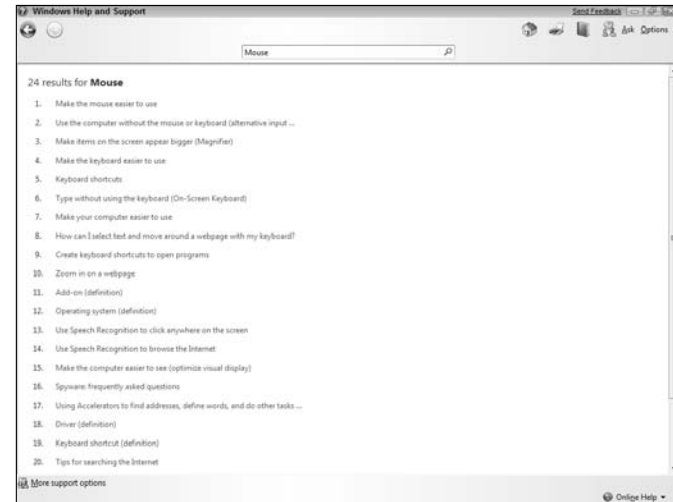 Windows Help and Support
Send Feedback
Ask Options
Mouse
24 results for Mouse
1. Make the mouse easier to use
2. Use the computer without the mouse or keyboard (alternative input ...
3. Make items on the screen appear bigger (Magnifier)
4. Make the keyboard easier to use
5. Keyboard shortcuts
6. Type without using the keyboard (On-Screen Keyboard)
7. Make your computer easier to use
8. How can I select text and move around a webpage with my keyboard?
9. Create keyboard shortcuts to open programs
10. Zoom in on a webpage
11. Add-on (definition)
12. Operating system (definition)
13. Use Speech Recognition to click anywhere on the screen
14. Use Speech Recognition to browse the Internet
15. Make the computer easier to see (optimize visual display)
16. Spyware: frequently asked questions
17. Using Accelerators to find addresses, define words, and do other tasks ...
18. Driver (definition)
19. Keyboard shortcut (definition)
20. Tips for searching the Internet
More support options
Online Help